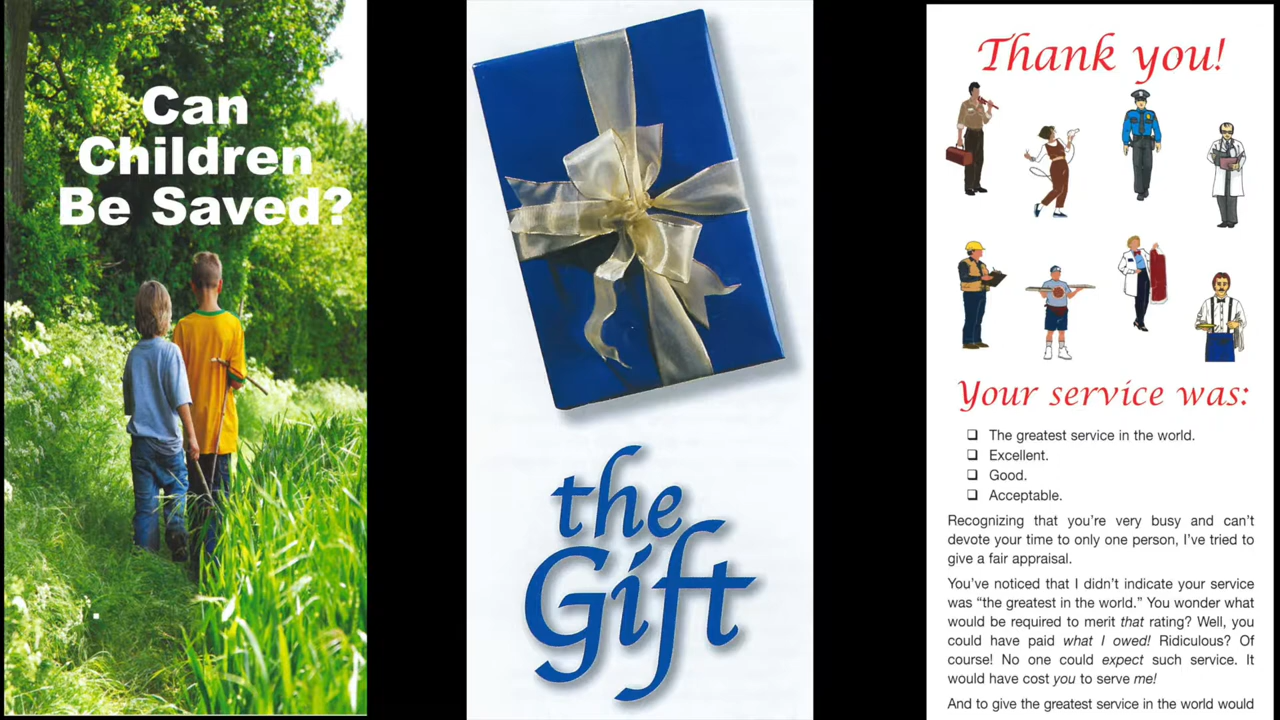 Can
Children
Be Saved?
the
Gift
Thank you!
Your service was:
❑ The greatest service in the world.
❑ Excellent.
❑ Good.
❑ Acceptable.
Recognizing that you're very busy and can't
devote your time to only one person, I've tried to
give a fair appraisal.
You've noticed that I didn't indicate your service
was “the greatest in the world.” You wonder what
would be required to merit that rating? Well, you
could have paid what I owed! Ridiculous? Of
course! No one could expect such service. It
would have cost you to serve me!
And to give the greatest service in the world would